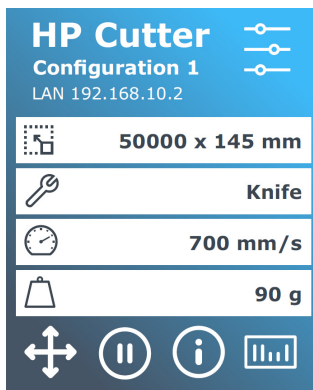 HP Cutter
Configuration 1
LAN 192.168.10.2
50000 x 145 mm
Knife
700 mm/s
90 g